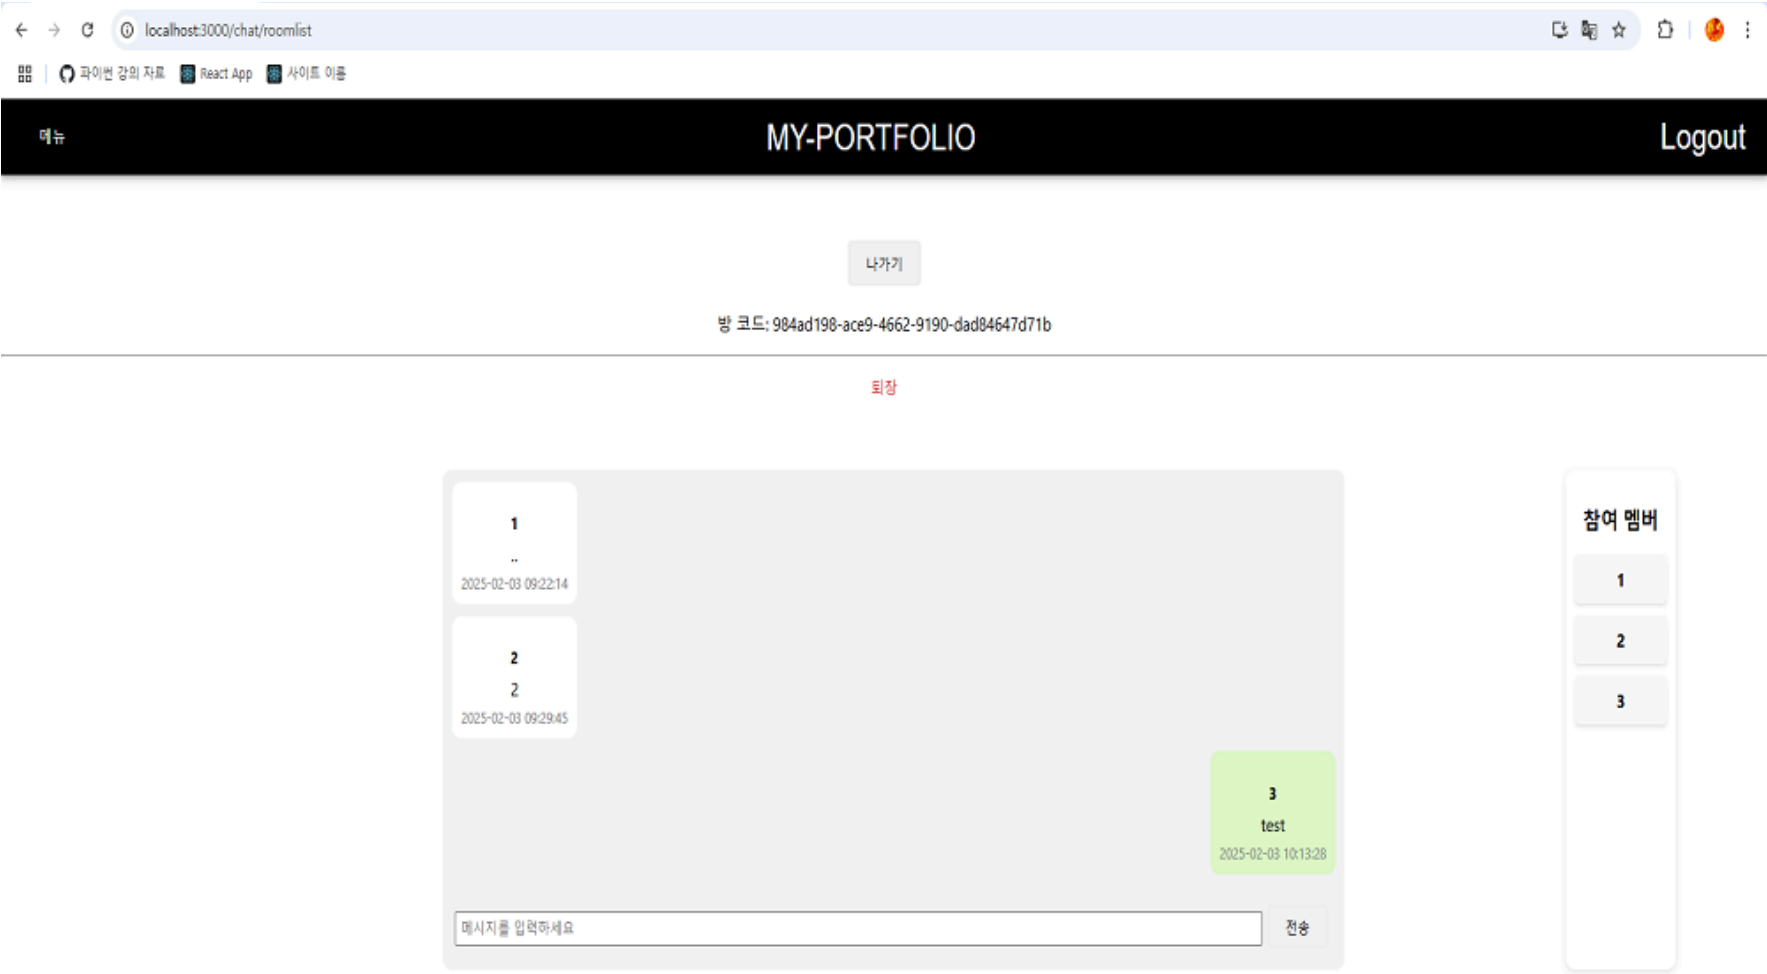 localhost:3000/chat/roomlist
파이썬 강의 자료 React App 사이트 이름
메뉴 MY-PORTFOLIO Logout
나가기
방 코드: 984ad198-ace9-4662-9190-dad84647d71b
퇴장
1
..
2025-02-03 09:22:14
2
2
2025-02-03 09:29:45
3
test
2025-02-03 10:13:28
메시지를 입력하세요 전송
참여 멤버
1
2
3